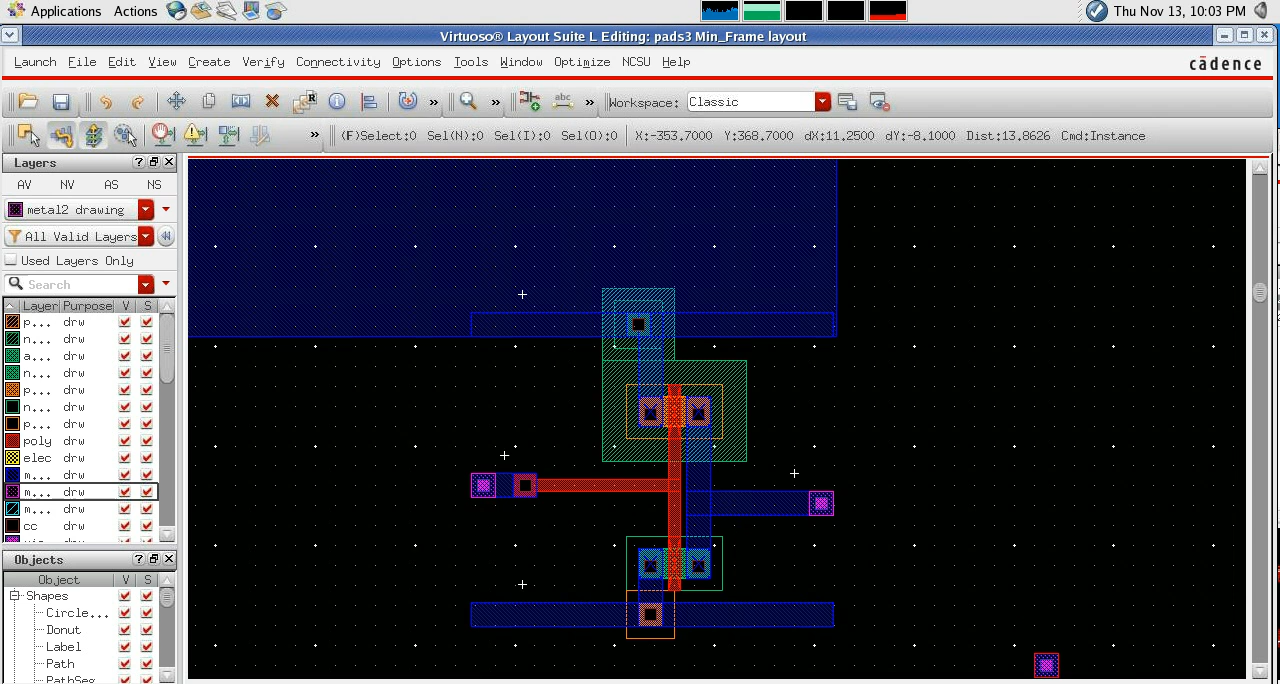 Applications Actions Thu Nov 13, 10:03 PM
Virtuoso® Layout Suite L Editing: pads3 Min_Frame layout
Launch File Edit View Create Verify Connectivity Options Tools Window Optimize NCSU Help
cādence
» » abc » Workspace: Classic
» (F)Select:0 Sel(N):0 Sel(I):0 Sel(O):0 X:-353.7000 Y:368.7000 dX:11.2500 dY:-8.1000 Dist:13.8626 Cmd:Instance
Layers
AV NV AS NS
metal2 drawing
All Valid Layers
Used Layers Only
Search
Layer Purpose V S
p... drw
n... drw
a... drw
n... drw
p... drw
n... drw
p... drw
poly drw
elec drw
m... drw
m... drw
m... drw
cc drw
Objects
Object V S
Shapes
Circle...
Donut
Label
Path
PathSeg